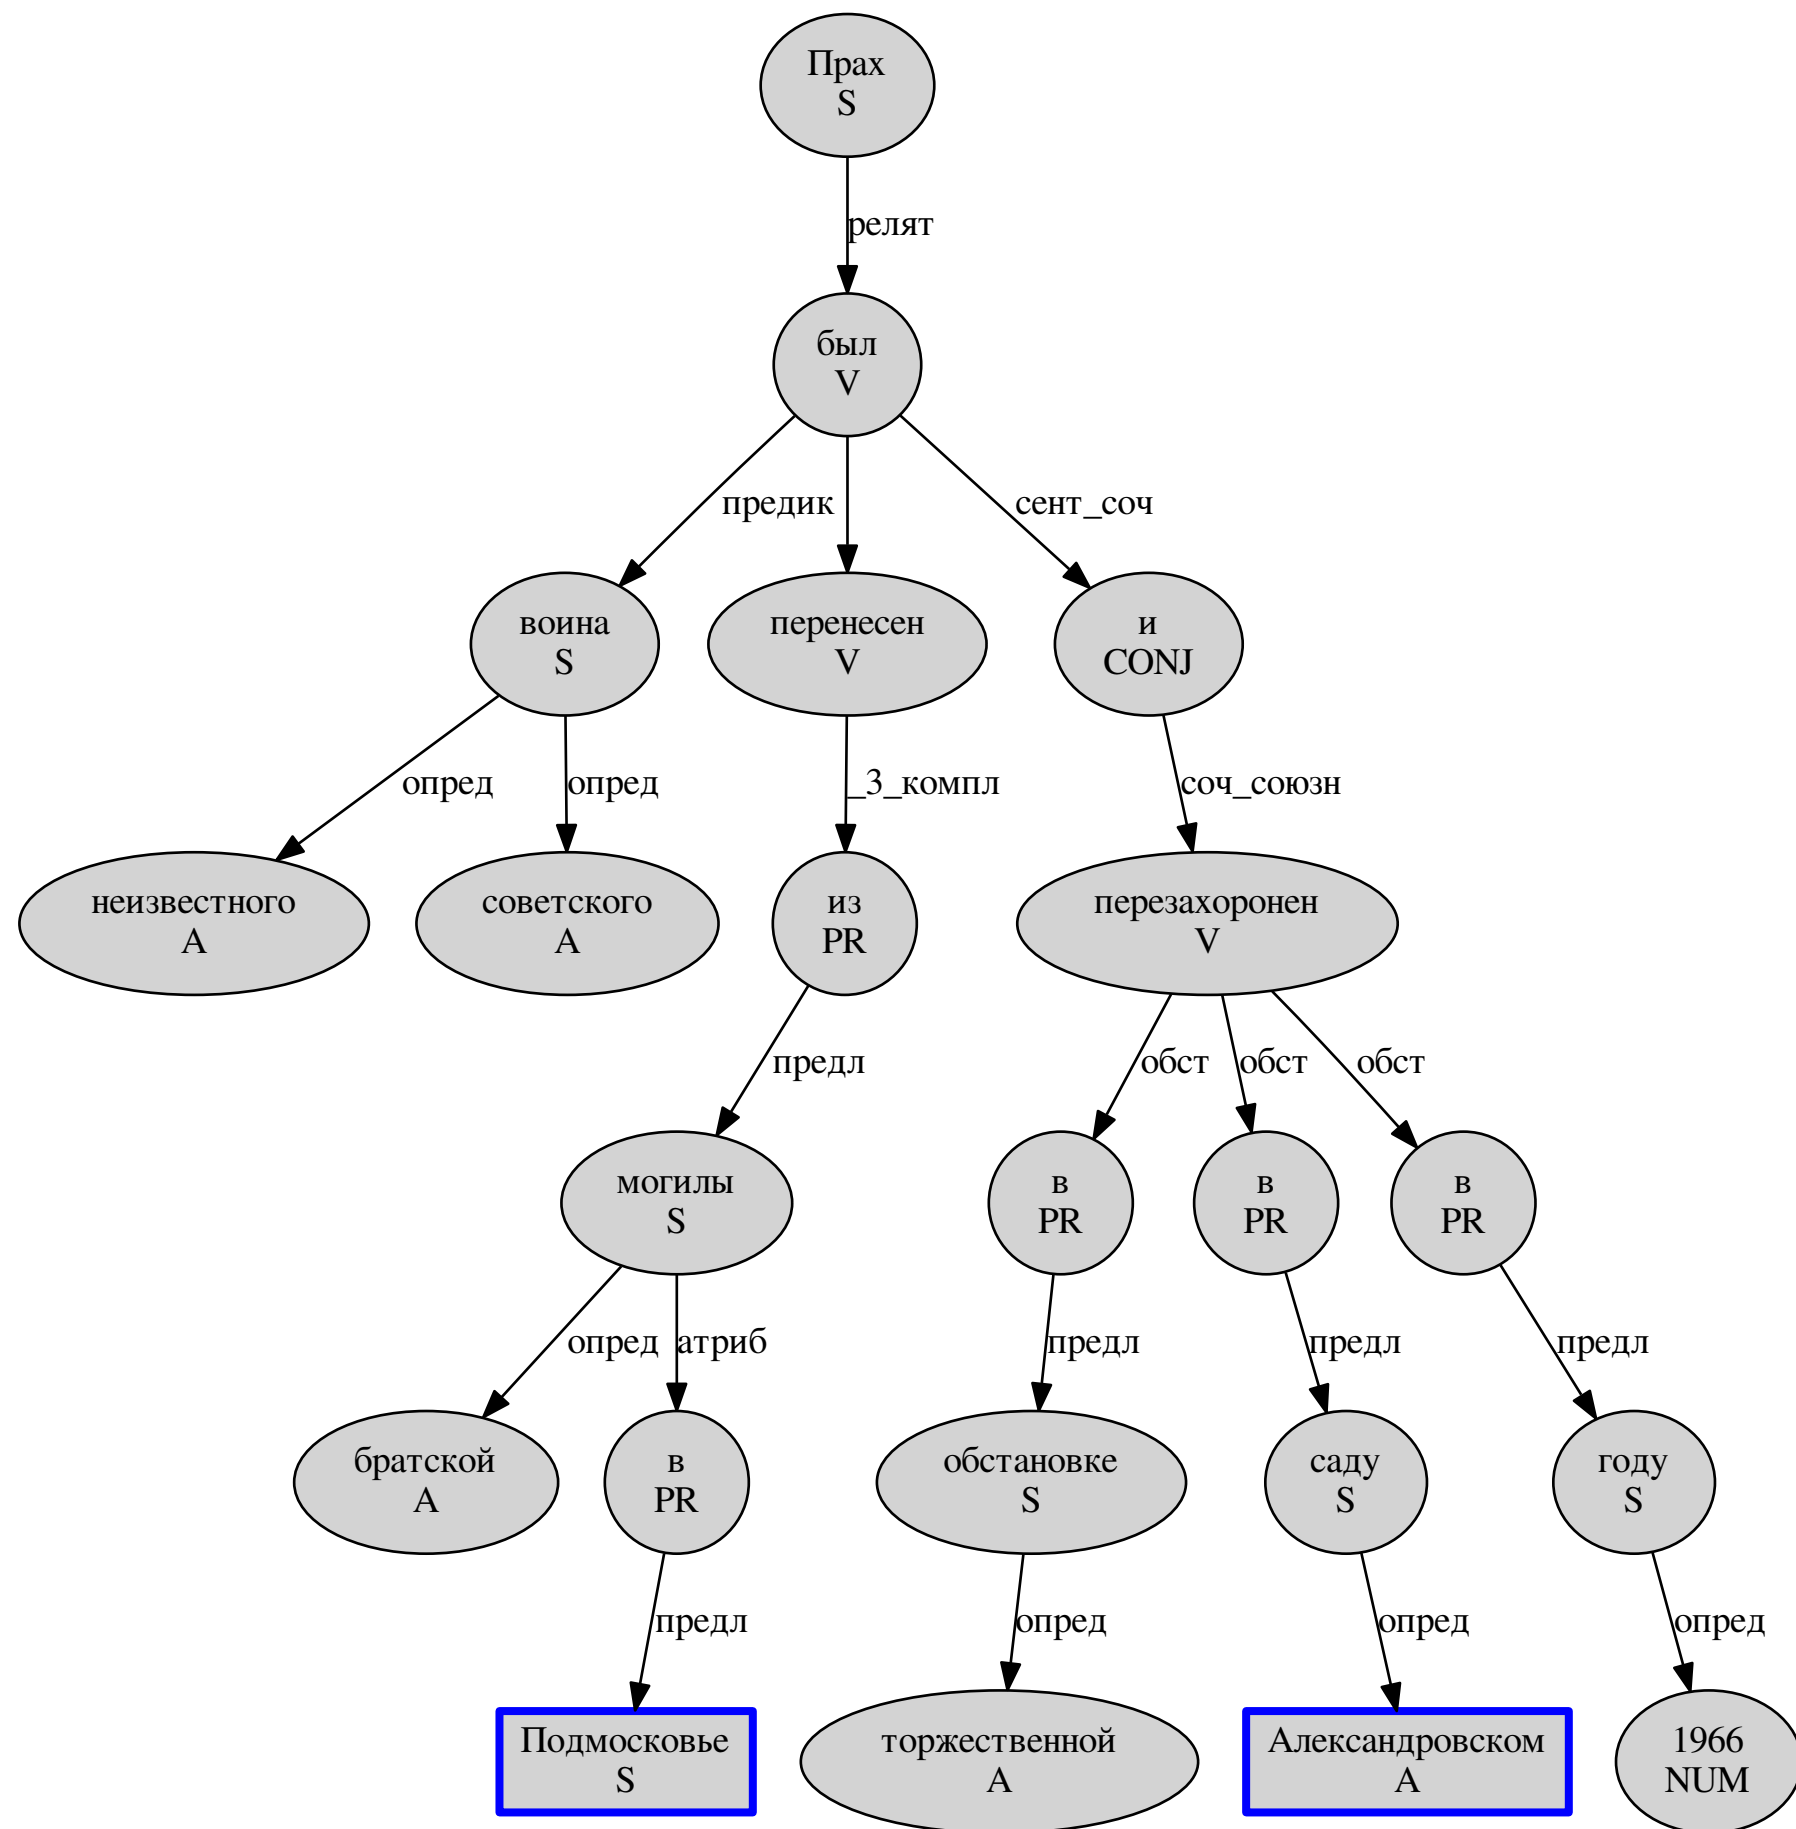 Прах
S
релят
был
V
предик
сент_соч
воина
S
перенесен
V
и
CONJ
опред
опред
_3_компл
соч_союзн
неизвестного
A
советского
A
из
PR
перезахоронен
V
предл
обст
обст
обст
могилы
S
в
PR
в
PR
в
PR
опред
атриб
предл
предл
предл
братской
A
в
PR
обстановке
S
саду
S
году
S
предл
опред
опред
опред
Подмосковье
S
торжественной
A
Александровском
A
1966
NUM